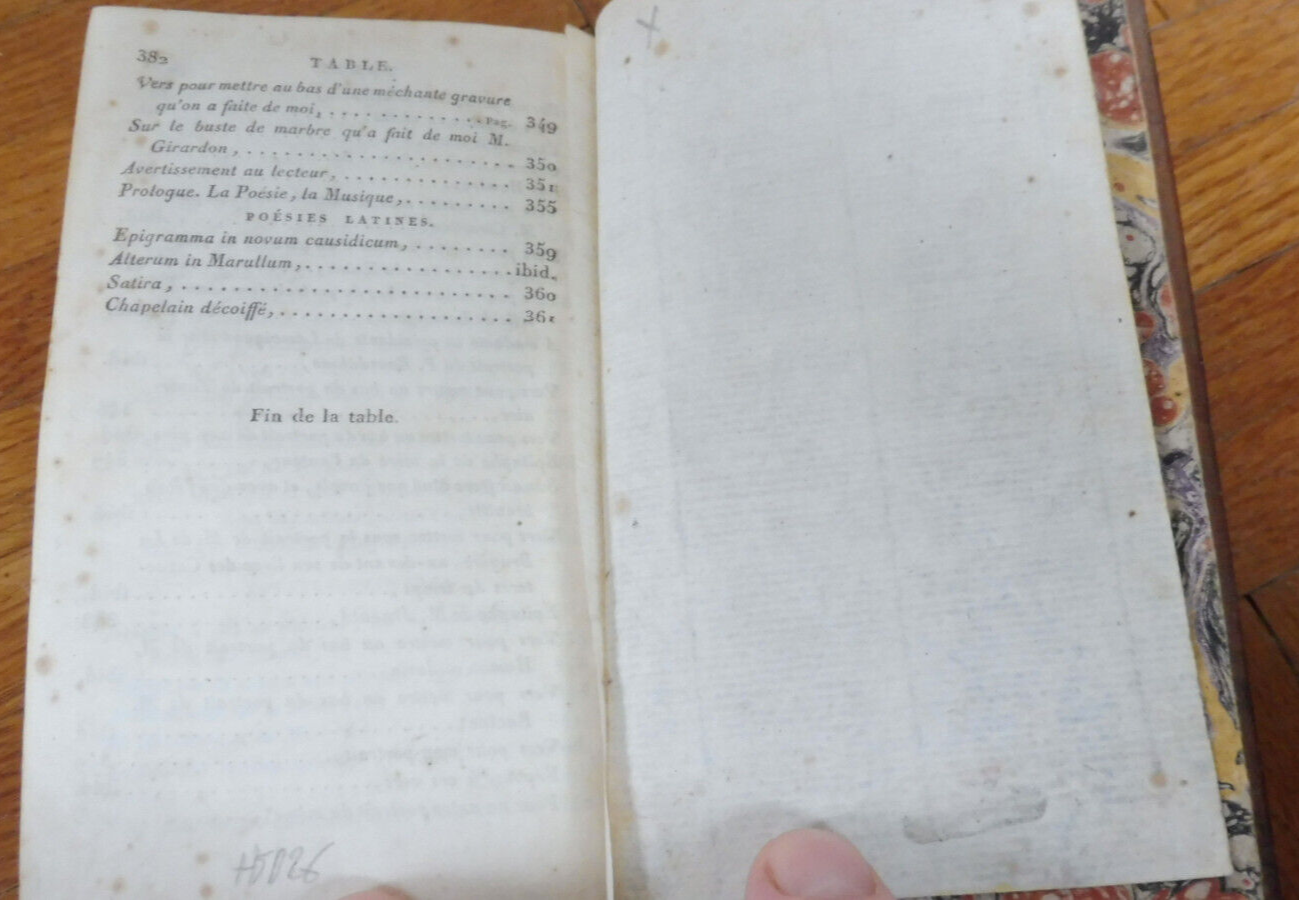 382 TABLE.
Vers pour mettre au bas d'une méchante gravure
qu'on a faite de moi, . . . . . . . . . . . . . Pag. 349
Sur le buste de marbre qu'a fait de moi M.
Girardon, . . . . . . . . . . . . . . . . . . . . . . . 350
Avertissement au lecteur, . . . . . . . . . . . . . . . 351
Prologue. La Poésie, la Musique, . . . . . . . . . . 355
POÉSIES LATINES.
Epigramma in novum causidicum, . . . . . . . . 359
Alterum in Marullum, . . . . . . . . . . . . . . . . . ibid.
Satira, . . . . . . . . . . . . . . . . . . . . . . . . . . 360
Chapelain décoiffé, . . . . . . . . . . . . . . . . . . . 361
Fin de la table.